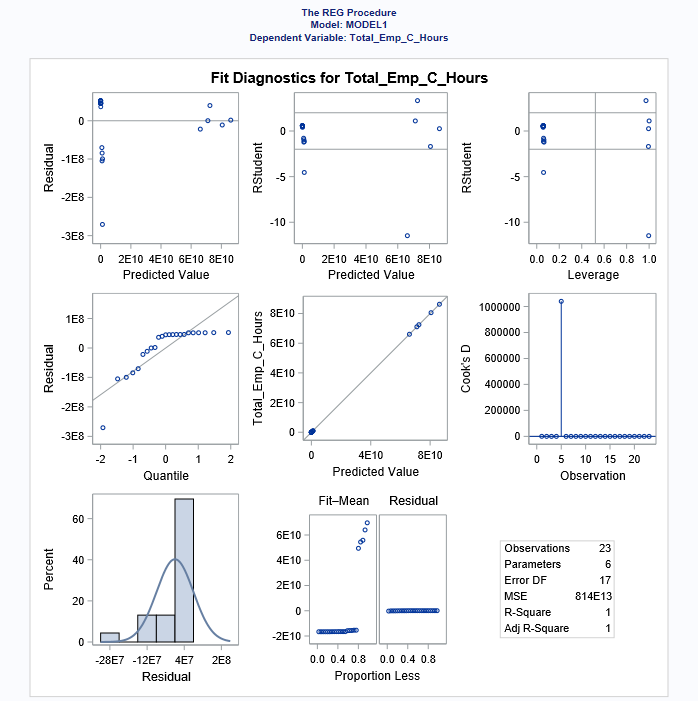 The REG Procedure
Model: MODEL1
Dependent Variable: Total_Emp_C_Hours
Fit Diagnostics for Total_Emp_C_Hours
Residual
0
-1E8
-2E8
-3E8
0 2E10 4E10 6E10 8E10
Predicted Value
RStudent
0
-5
-10
0 2E10 4E10 6E10 8E10
Predicted Value
RStudent
0
-5
-10
0.0 0.2 0.4 0.6 0.8 1.0
Leverage
Residual
1E8
0
-1E8
-2E8
-3E8
-2 -1 0 1 2
Quantile
Total_Emp_C_Hours
8E10
6E10
4E10
2E10
0
0 4E10 8E10
Predicted Value
Cook's D
1000000
800000
600000
400000
200000
0
0 5 10 15 20
Observation
Percent
60
40
20
0
-28E7 -12E7 4E7 2E8
Residual
Fit–Mean Residual
6E10
4E10
2E10
0
-2E10
0.0 0.4 0.8 0.0 0.4 0.8
Proportion Less
Observations 23
Parameters 6
Error DF 17
MSE 814E13
R-Square 1
Adj R-Square 1